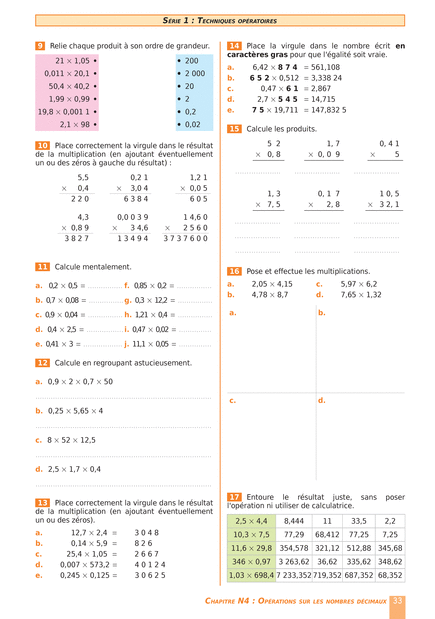 SÉRIE 1 : TECHNIQUES OPÉRATOIRES
9 Relie chaque produit à son ordre de grandeur.
21 × 1,05 • • 200
0,011 × 20,1 • • 2 000
50,4 × 40,2 • • 20
1,99 × 0,99 • • 2
19,8 × 0,001 1 • • 0,2
2,1 × 98 • • 0,02
10 Place correctement la virgule dans le résultat
de la multiplication (en ajoutant éventuellement
un ou des zéros à gauche du résultat) :
5,5 0,2 1 1,2 1
× 0,4 × 3,0 4 × 0,0 5
2 2 0 6 3 8 4 6 0 5
4,3 0,0 0 3 9 1 4,6 0
× 0,8 9 × 3 4,6 × 2 5 6 0
3 8 2 7 1 3 4 9 4 3 7 3 7 6 0 0
11 Calcule mentalement.
a. 0,2 × 0,5 = ............... f. 0,85 × 0,2 = ...............
b. 0,7 × 0,08 = ............... g. 0,3 × 12,2 = ...............
c. 0,9 × 0,04 = ............... h. 1,21 × 0,4 = ...............
d. 0,4 × 2,5 = ............... i. 0,47 × 0,02 = ...............
e. 0,41 × 3 = ............... j. 11,1 × 0,05 = ...............
12 Calcule en regroupant astucieusement.
a. 0,9 × 2 × 0,7 × 50
b. 0,25 × 5,65 × 4
c. 8 × 52 × 12,5
d. 2,5 × 1,7 × 0,4
13 Place correctement la virgule dans le résultat
de la multiplication (en ajoutant éventuellement
un ou des zéros).
a. 12,7 × 2,4 = 3 0 4 8
b. 0,14 × 5,9 = 8 2 6
c. 25,4 × 1,05 = 2 6 6 7
d. 0,007 × 573,2 = 4 0 1 2 4
e. 0,245 × 0,125 = 3 0 6 2 5
14 Place la virgule dans le nombre écrit en
caractères gras pour que l'égalité soit vraie.
a. 6,42 × 8 7 4 = 561,108
b. 6 5 2 × 0,512 = 3,338 24
c. 0,47 × 6 1 = 2,867
d. 2,7 × 5 4 5 = 14,715
e. 7 5 × 19,711 = 147,832 5
15 Calcule les produits.
5 2 1, 7 0, 4 1
× 0, 8 × 0, 0 9 × 5
1, 3 0, 1 7 1 0, 5
× 7, 5 × 2, 8 × 3 2, 1
16 Pose et effectue les multiplications.
a. 2,05 × 4,15 c. 5,97 × 6,2
b. 4,78 × 8,7 d. 7,65 × 1,32
a. b.
c. d.
17 Entoure le résultat juste, sans poser
l'opération ni utiliser de calculatrice.
2,5 × 4,4 8,444 11 33,5 2,2
10,3 × 7,5 77,29 68,412 77,25 7,25
11,6 × 29,8 354,578 321,12 512,88 345,68
346 × 0,97 3 263,62 36,62 335,62 348,62
1,03 × 698,4 7 233,352 719,352 687,352 68,352
CHAPITRE N4 : OPÉRATIONS SUR LES NOMBRES DÉCIMAUX 33